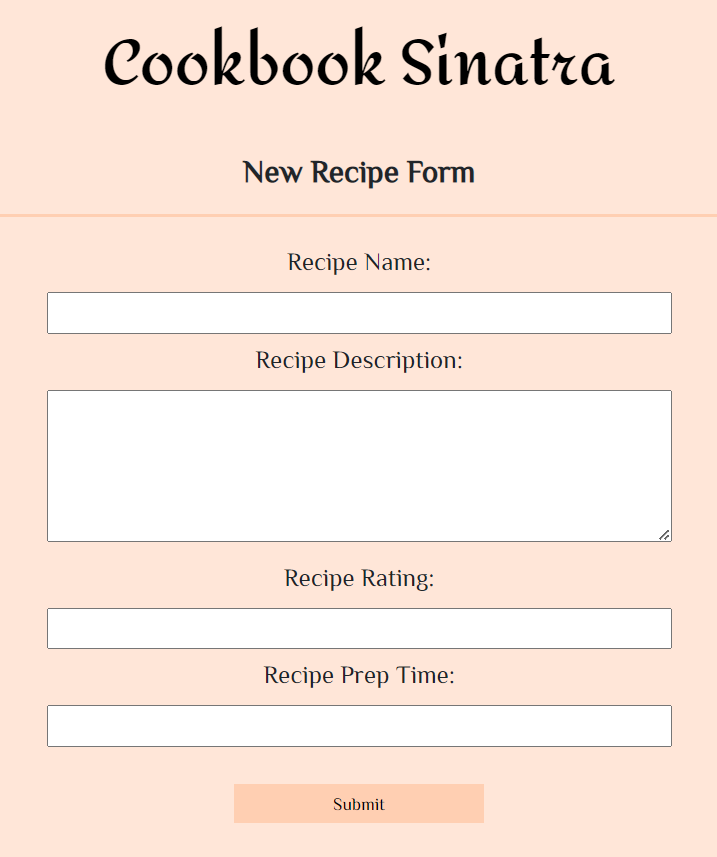 Cookbook Sinatra
New Recipe Form
Recipe Name:
Recipe Description:
Recipe Rating:
Recipe Prep Time:
Submit